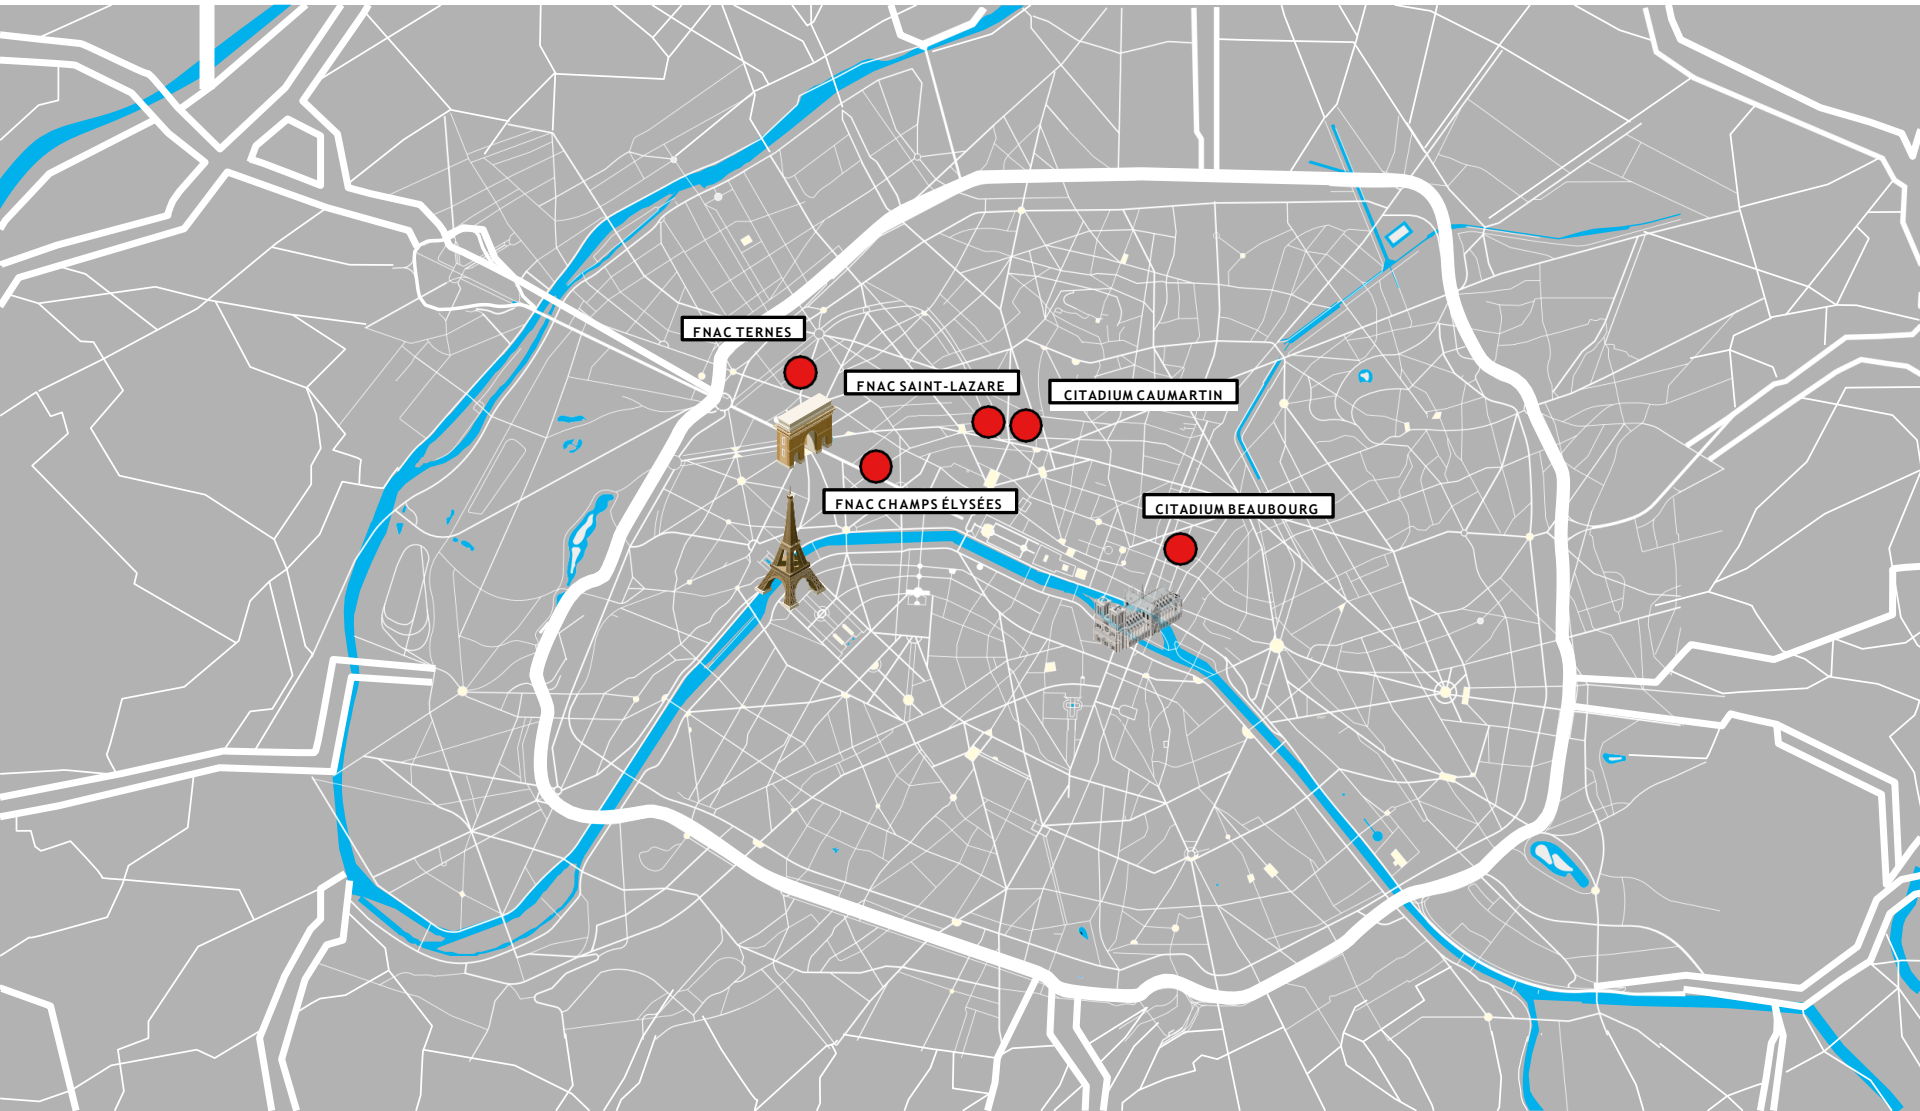 FNAC TERNES
FNAC SAINT-LAZARE
CITADIUM CAUMARTIN
FNAC CHAMPS ÉLYSÉES
CITADIUM BEAUBOURG